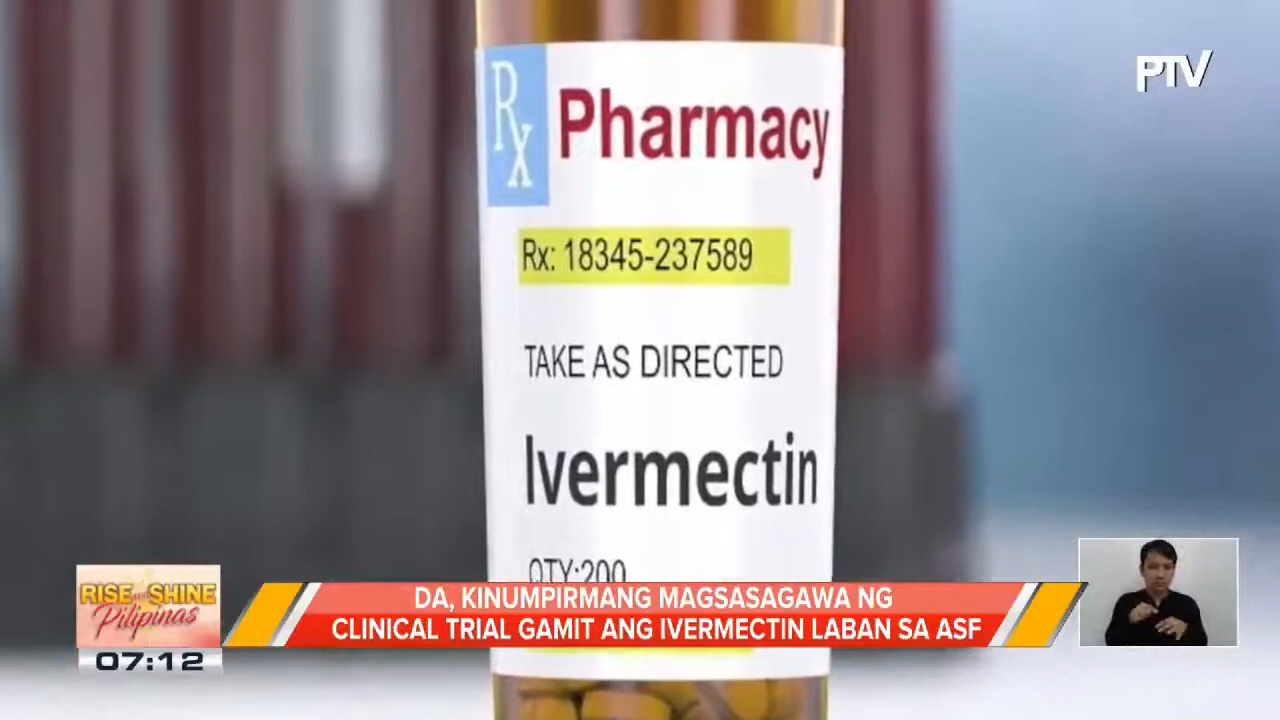 PTV
Rx
Pharmacy
Rx: 18345-237589
TAKE AS DIRECTED
Ivermectin
QTY:200
RISE and SHINE
Pilipinas
07:12
DA, KINUMPIRMANG MAGSASAGAWA NG
CLINICAL TRIAL GAMIT ANG IVERMECTIN LABAN SA ASF